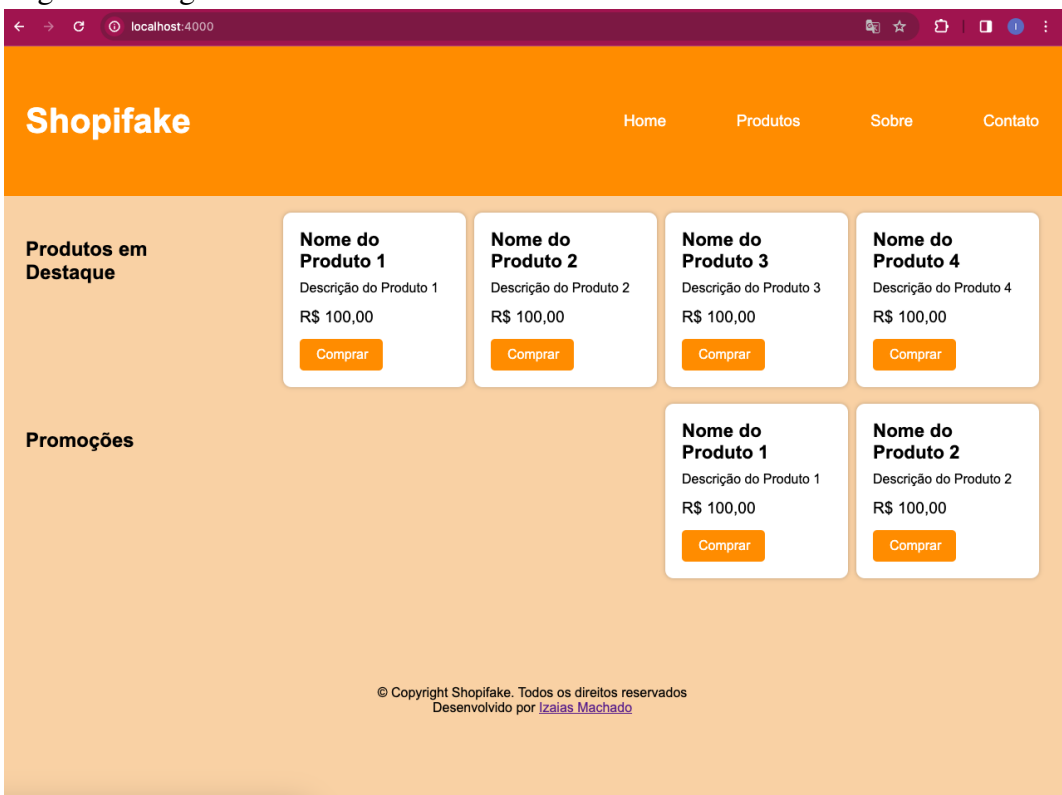 localhost:4000
Shopifake
Home Produtos Sobre Contato
Produtos em
Destaque
Nome do
Produto 1
Descrição do Produto 1
R$ 100,00
Comprar
Nome do
Produto 2
Descrição do Produto 2
R$ 100,00
Comprar
Nome do
Produto 3
Descrição do Produto 3
R$ 100,00
Comprar
Nome do
Produto 4
Descrição do Produto 4
R$ 100,00
Comprar
Promoções
Nome do
Produto 1
Descrição do Produto 1
R$ 100,00
Comprar
Nome do
Produto 2
Descrição do Produto 2
R$ 100,00
Comprar
© Copyright Shopifake. Todos os direitos reservados
Desenvolvido por Izaias Machado